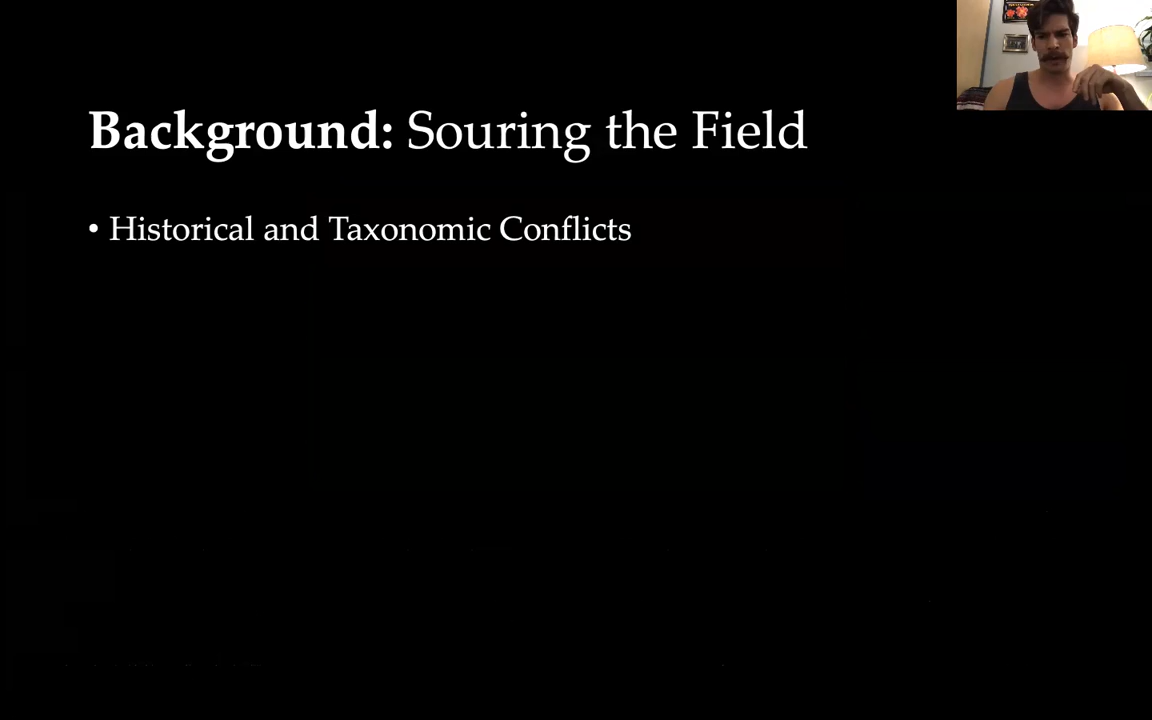 Background: Souring the Field
• Historical and Taxonomic Conflicts